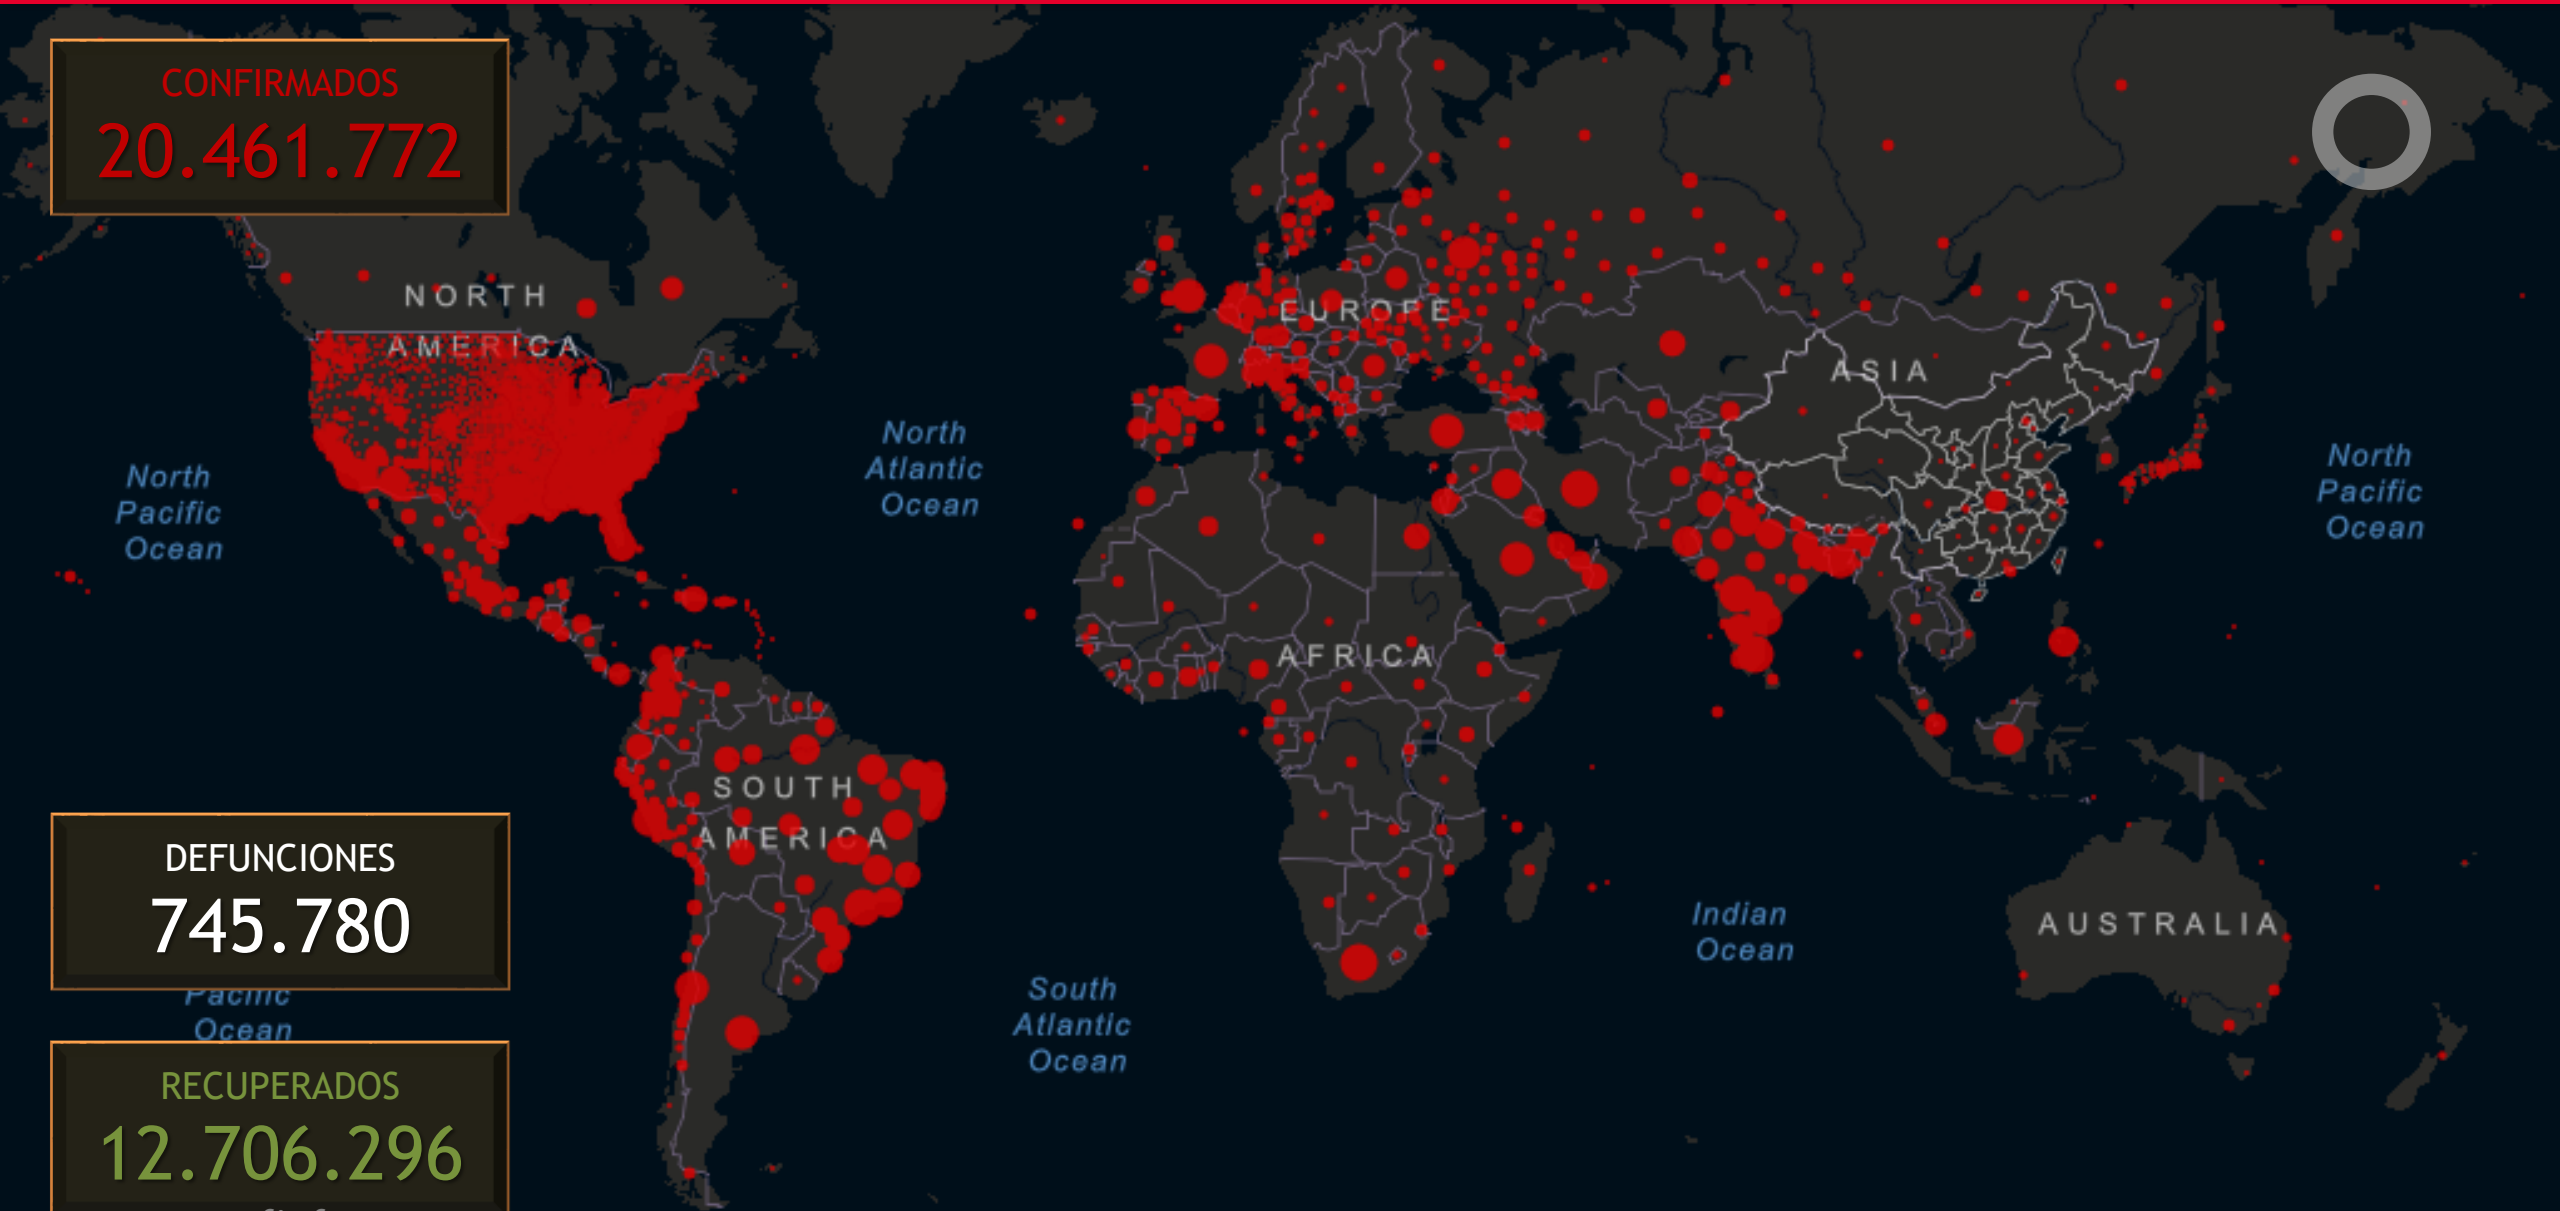 CONFIRMADOS
20.461.772
NORTH
AMERICA
EUROPE
ASIA
North
Atlantic
Ocean
North
Pacific
Ocean
North
Pacific
Ocean
AFRICA
SOUTH
AMERICA
DEFUNCIONES
745.780
Indian
Ocean
AUSTRALIA
Pacific
Ocean
South
Atlantic
Ocean
RECUPERADOS
12.706.296